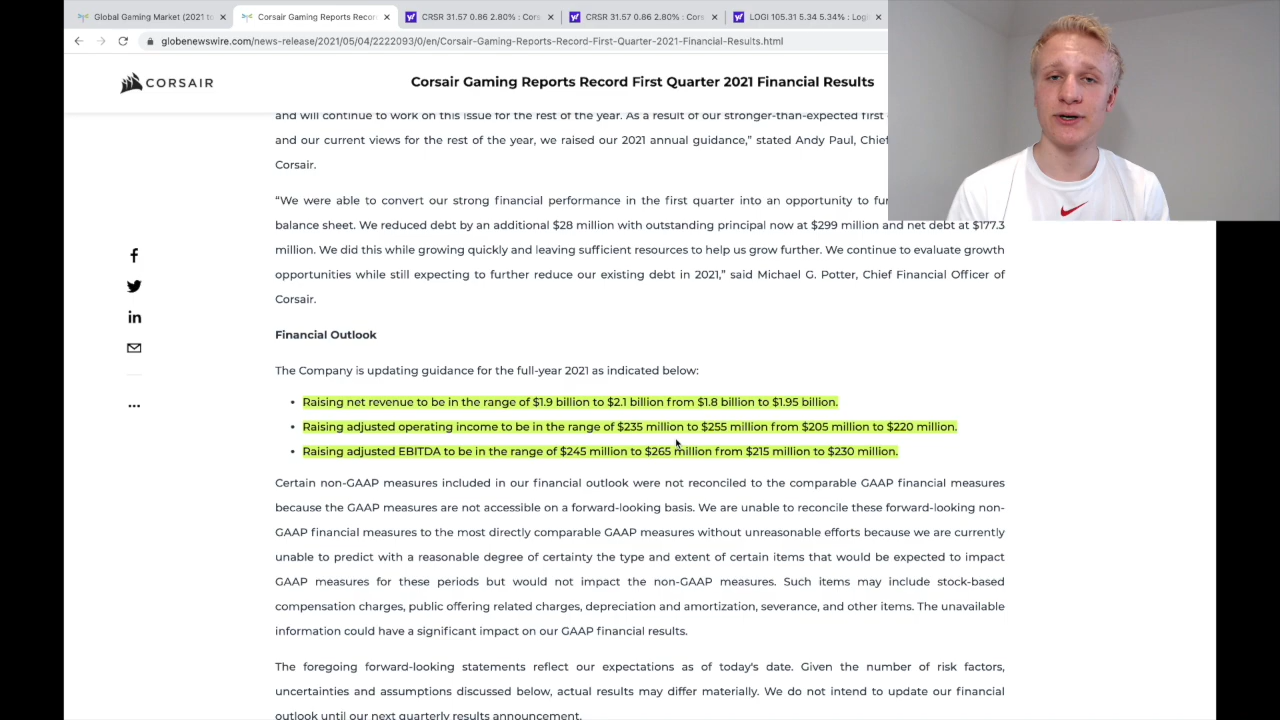 Global Gaming Market (2021 to
Corsair Gaming Reports Recor
CRSR 31.57 0.86 2.80% : Cors
CRSR 31.57 0.86 2.80% : Cors
LOGI 105.31 5.34 5.34% : Logi
globenewswire.com/news-release/2021/05/04/2222093/0/en/Corsair-Gaming-Reports-Record-First-Quarter-2021-Financial-Results.html
CORSAIR
Corsair Gaming Reports Record First Quarter 2021 Financial Results
and will continue to work on this issue for the rest of the year. As a result of our stronger-than-expected first
and our current views for the rest of the year, we raised our 2021 annual guidance,” stated Andy Paul, Chief
Corsair.
“We were able to convert our strong financial performance in the first quarter into an opportunity to
balance sheet. We reduced debt by an additional $28 million with outstanding principal now at $299 million and net debt at $177.3
million. We did this while growing quickly and leaving sufficient resources to help us grow further. We continue to evaluate growth
opportunities while still expecting to further reduce our existing debt in 2021,” said Michael G. Potter, Chief Financial Officer of
Corsair.
Financial Outlook
The Company is updating guidance for the full-year 2021 as indicated below:
• Raising net revenue to be in the range of $1.9 billion to $2.1 billion from $1.8 billion to $1.95 billion.
• Raising adjusted operating income to be in the range of $235 million to $255 million from $205 million to $220 million.
• Raising adjusted EBITDA to be in the range of $245 million to $265 million from $215 million to $230 million.
Certain non-GAAP measures included in our financial outlook were not reconciled to the comparable GAAP financial measures
because the GAAP measures are not accessible on a forward-looking basis. We are unable to reconcile these forward-looking non-
GAAP financial measures to the most directly comparable GAAP measures without unreasonable efforts because we are currently
unable to predict with a reasonable degree of certainty the type and extent of certain items that would be expected to impact
GAAP measures for these periods but would not impact the non-GAAP measures. Such items may include stock-based
compensation charges, public offering related charges, depreciation and amortization, severance, and other items. The unavailable
information could have a significant impact on our GAAP financial results.
The foregoing forward-looking statements reflect our expectations as of today's date. Given the number of risk factors,
uncertainties and assumptions discussed below, actual results may differ materially. We do not intend to update our financial
outlook until our next quarterly results announcement.